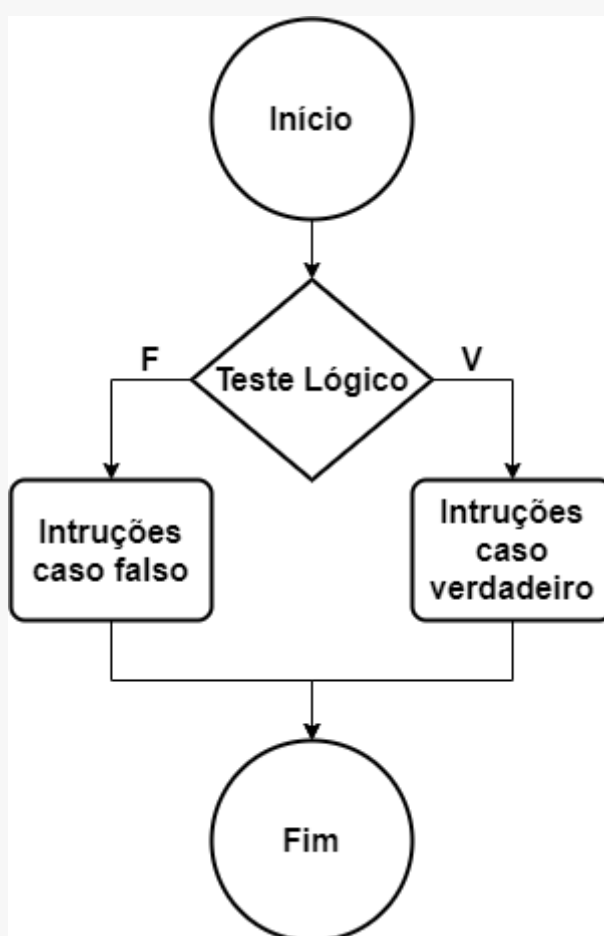 Início
F
V
Teste Lógico
Intruções
caso falso
Intruções
caso
verdadeiro
Fim